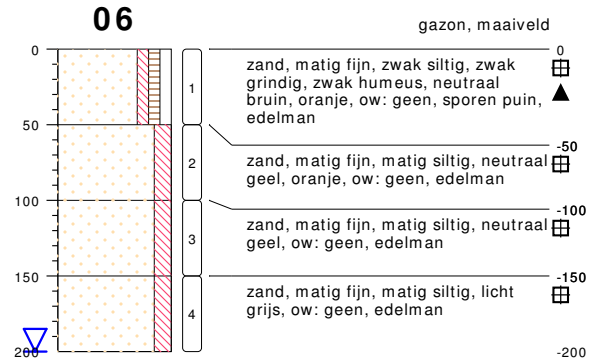 06
gazon, maaiveld
0
0
zand, matig fijn, zwak siltig, zwak
grindig, zwak humeus, neutraal
bruin, oranje, ow: geen, sporen puin,
edelman
1
50
-50
zand, matig fijn, matig siltig, neutraal
geel, oranje, ow: geen, edelman
2
100
-100
zand, matig fijn, matig siltig, neutraal
geel, ow: geen, edelman
3
150
-150
zand, matig fijn, matig siltig, licht
grijs, ow: geen, edelman
4
200
-200